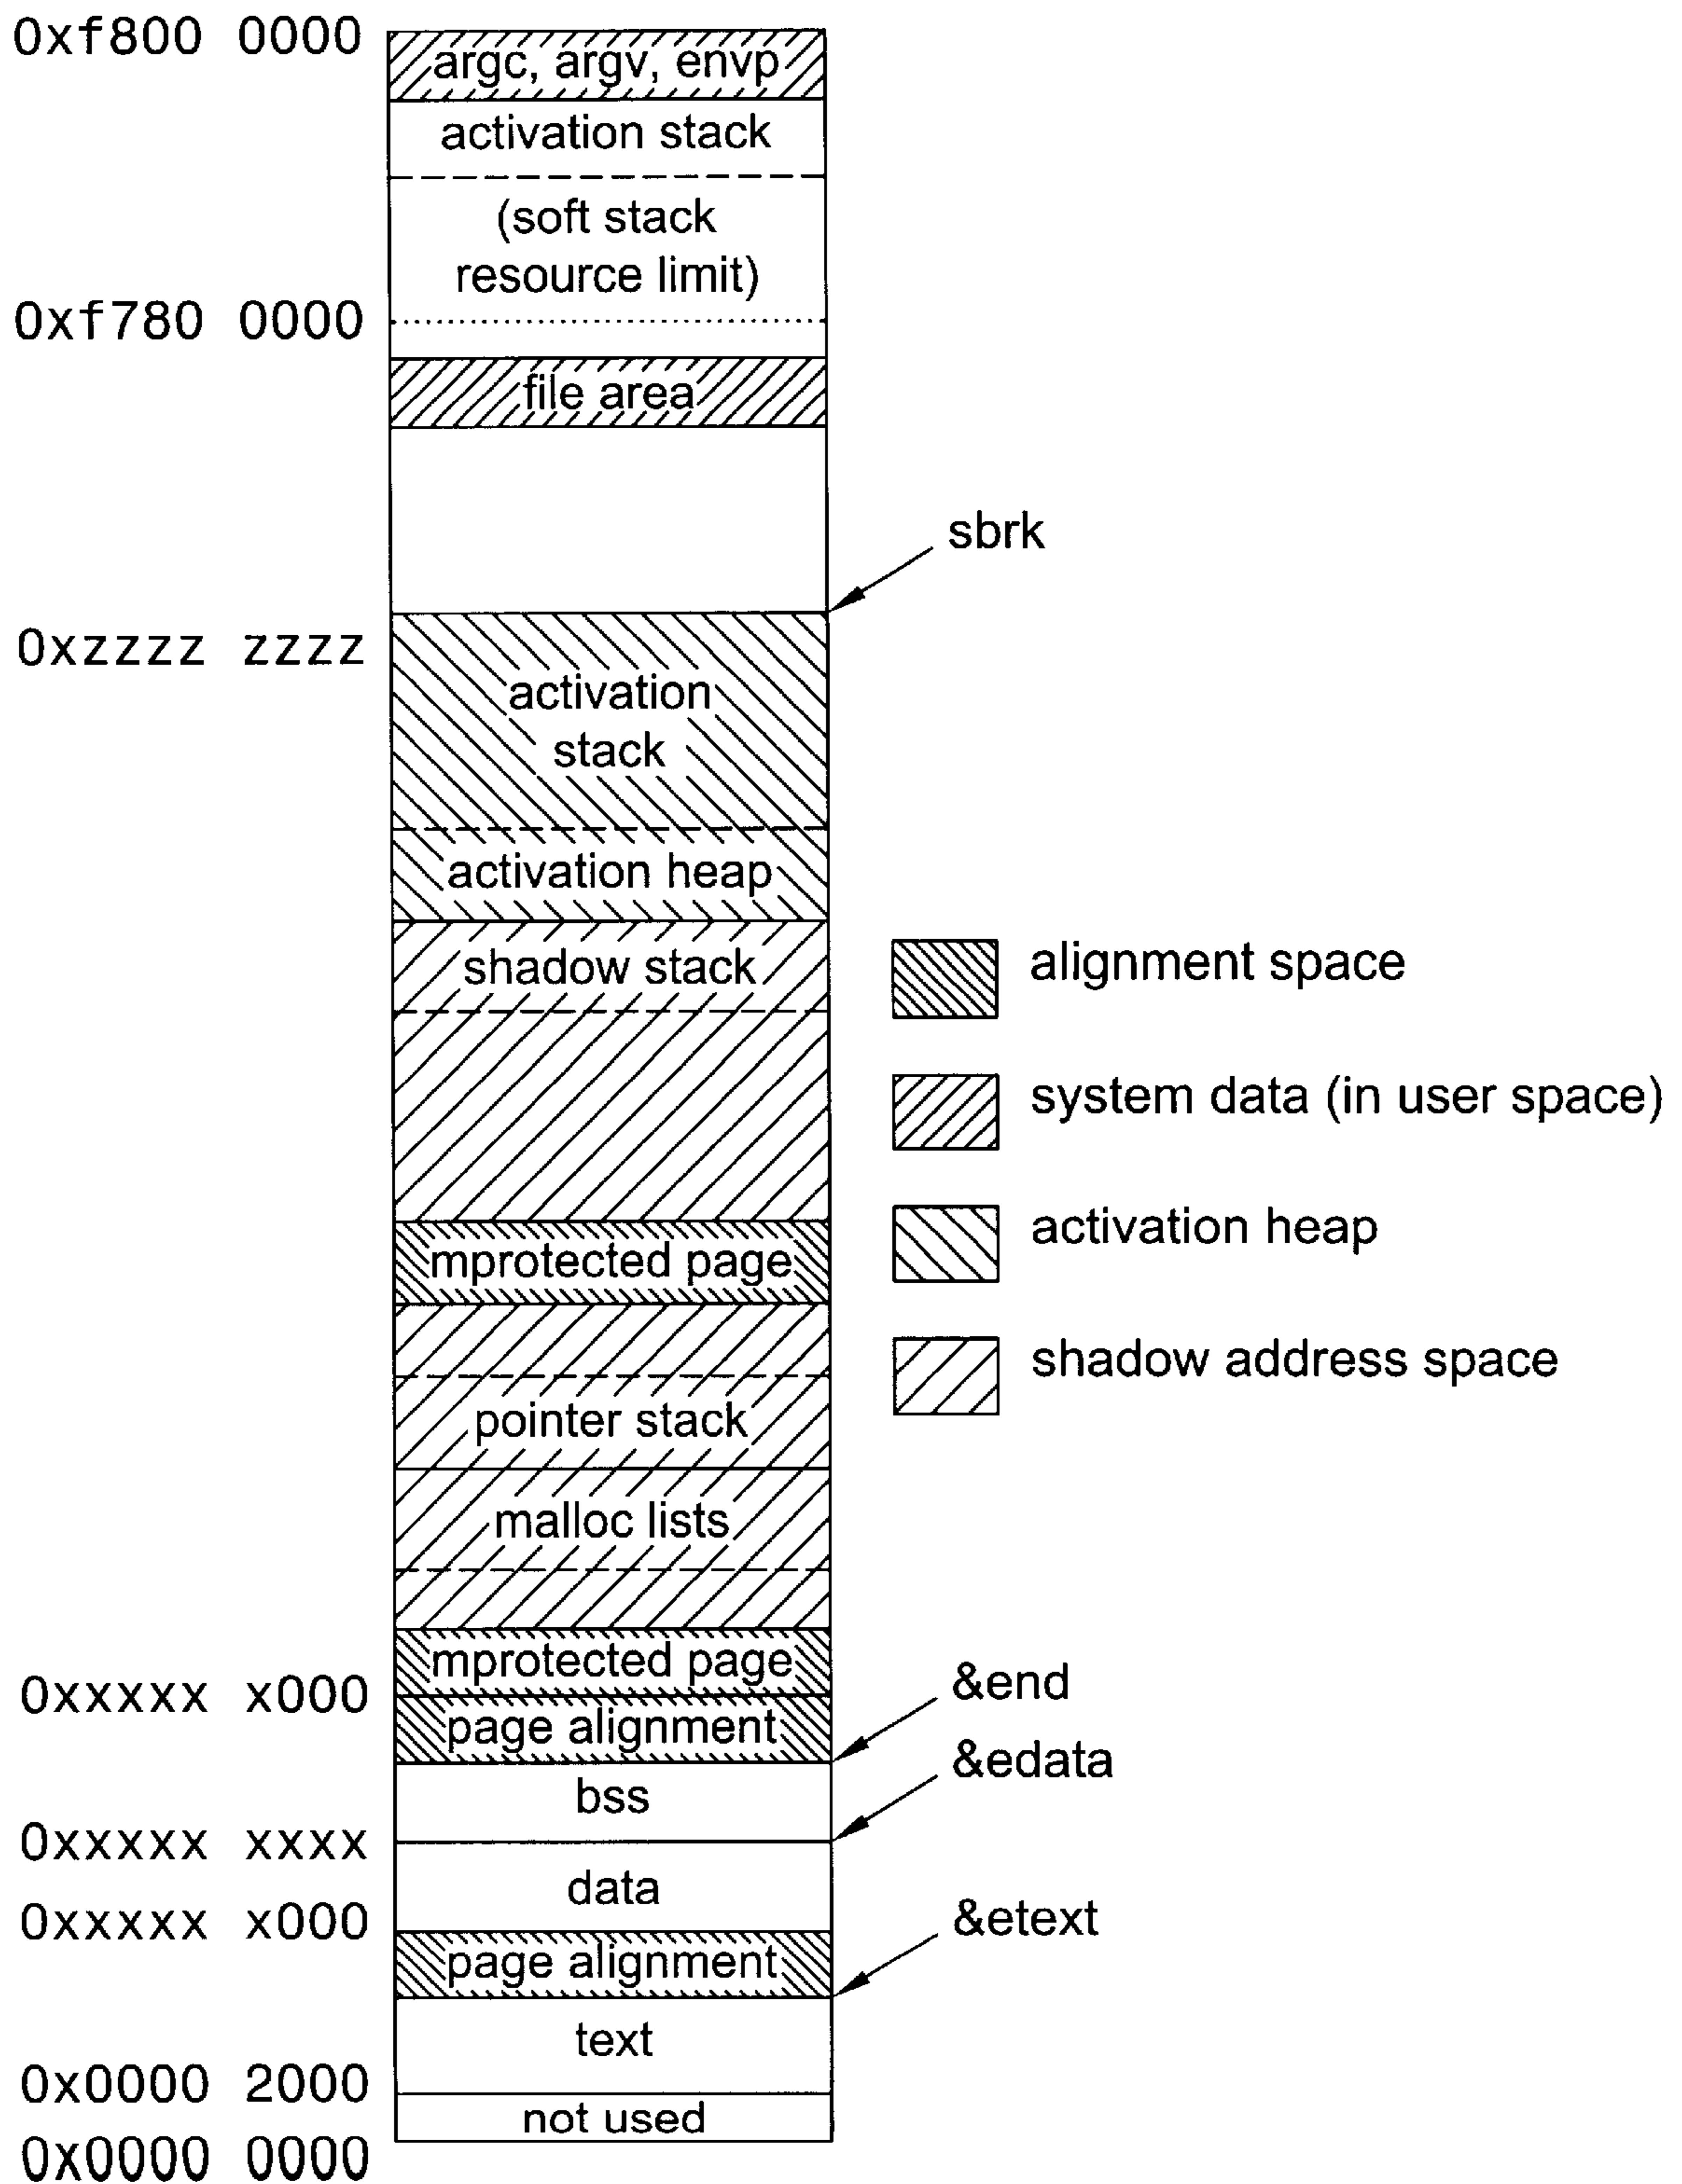 0xf800 0000
argc, argv, envp
activation stack
(soft stack
resource limit)
0xf780 0000
file area
sbrk
0xzzzz zzzz
activation
stack
activation heap
shadow stack
alignment space
system data (in user space)
mprotected page
activation heap
shadow address space
pointer stack
malloc lists
mprotected page
&end
0xxxxx x000
page alignment
&edata
bss
0xxxxx xxxx
data
0xxxxx x000
&etext
page alignment
text
0x0000 2000
not used
0x0000 0000